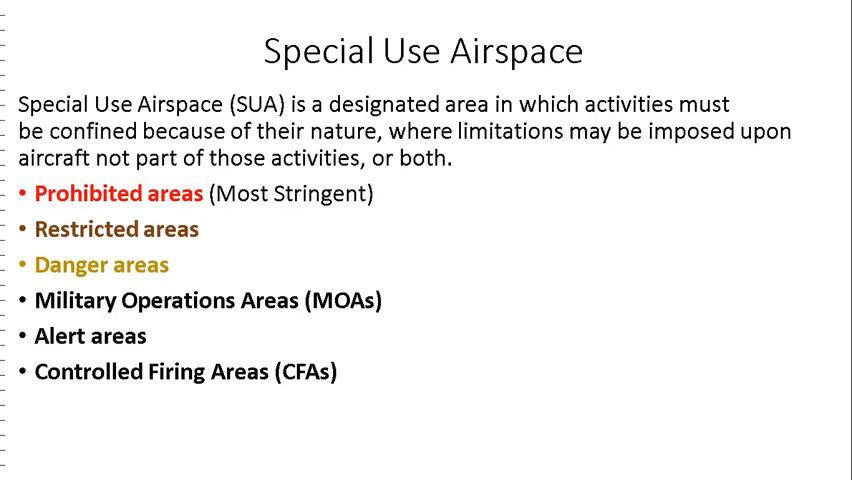 Special Use Airspace
Special Use Airspace (SUA) is a designated area in which activities must
be confined because of their nature, where limitations may be imposed upon
aircraft not part of those activities, or both.
• Prohibited areas (Most Stringent)
• Restricted areas
• Danger areas
• Military Operations Areas (MOAs)
• Alert areas
• Controlled Firing Areas (CFAs)